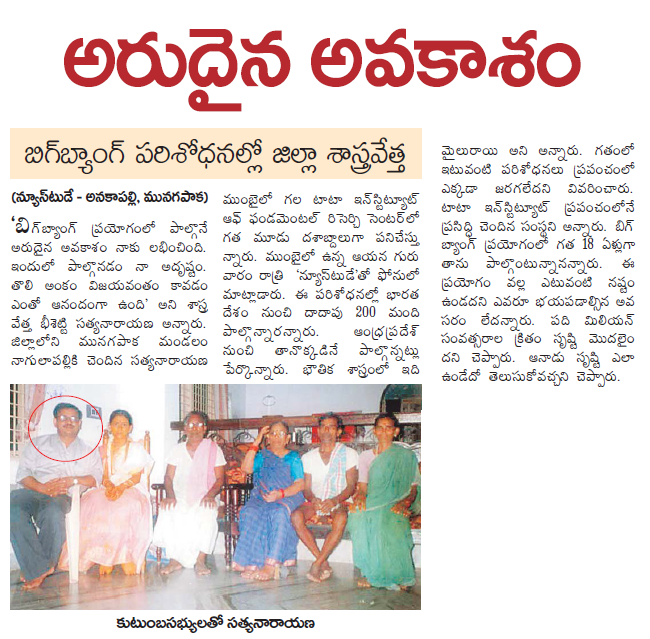 అరుదైన అవకాశం
బిగ్‌బ్యాంగ్ పరిశోధనల్లో జిల్లా శాస్త్రవేత్త
(న్యూస్‌టుడే - అనకాపల్లి, మునగపాక)
'బిగ్‌బ్యాంగ్ ప్రయోగంలో పాల్గొనే
అరుదైన అవకాశం నాకు లభించింది.
ఇందులో పాల్గొనడం నా అదృష్టం.
తొలి అంకం విజయవంతం కావడం
ఎంతో ఆనందంగా ఉంది' అని శాస్త్ర
వేత్త భీశెట్టి సత్యనారాయణ అన్నారు.
జిల్లాలోని మునగపాక మండలం
నాగులాపల్లికి చెందిన సత్యనారాయణ
ముంబైలో గల టాటా ఇన్‌స్టిట్యూట్
ఆఫ్ ఫండమెంటల్ రిసెర్చి సెంటర్‌లో
గత మూడు దశాబ్దాలుగా పనిచేస్తు
న్నారు. ముంబైలో ఉన్న ఆయన గురు
వారం రాత్రి 'న్యూస్‌టుడే'తో ఫోనులో
మాట్లాడారు. ఈ పరిశోధనల్లో భారత
దేశం నుంచి దాదాపు 200 మంది
పాల్గొన్నారన్నారు. ఆంధ్రప్రదేశ్
నుంచి తానొక్కడినే పాల్గొన్నట్లు
పేర్కొన్నారు. భౌతిక శాస్త్రంలో ఇది
మైలురాయి అని అన్నారు. గతంలో
ఇటువంటి పరిశోధనలు ప్రపంచంలో
ఎక్కడా జరగలేదని వివరించారు.
టాటా ఇన్‌స్టిట్యూట్ ప్రపంచంలోనే
ప్రసిద్ధి చెందిన సంస్థని అన్నారు. బిగ్
బ్యాంగ్ ప్రయోగంలో గత 18 ఏళ్లుగా
తాను పాల్గొంటున్నానన్నారు. ఈ
ప్రయోగం వల్ల ఎటువంటి నష్టం
ఉండదని ఎవరూ భయపడాల్సిన అవ
సరం లేదన్నారు. పది మిలియన్
సంవత్సరాల క్రితం సృష్టి మొదలైం
దని చెప్పారు. ఆనాడు సృష్టి ఎలా
ఉండేదో తెలుసుకోవచ్చని చెప్పారు.
కుటుంబసభ్యులతో సత్యనారాయణ